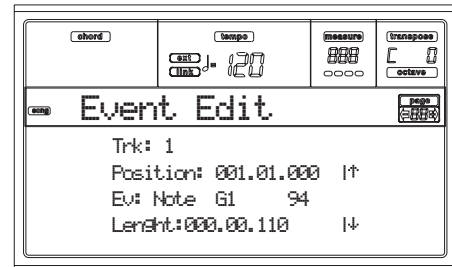 chord tempo measure transpose
ext link ♩= 120 888 C 0
octave
song Event Edit page
Trk: 1
Position: 001.01.000 |↑
Ev: Note G1 94
Lenght:000.00.110 |↓